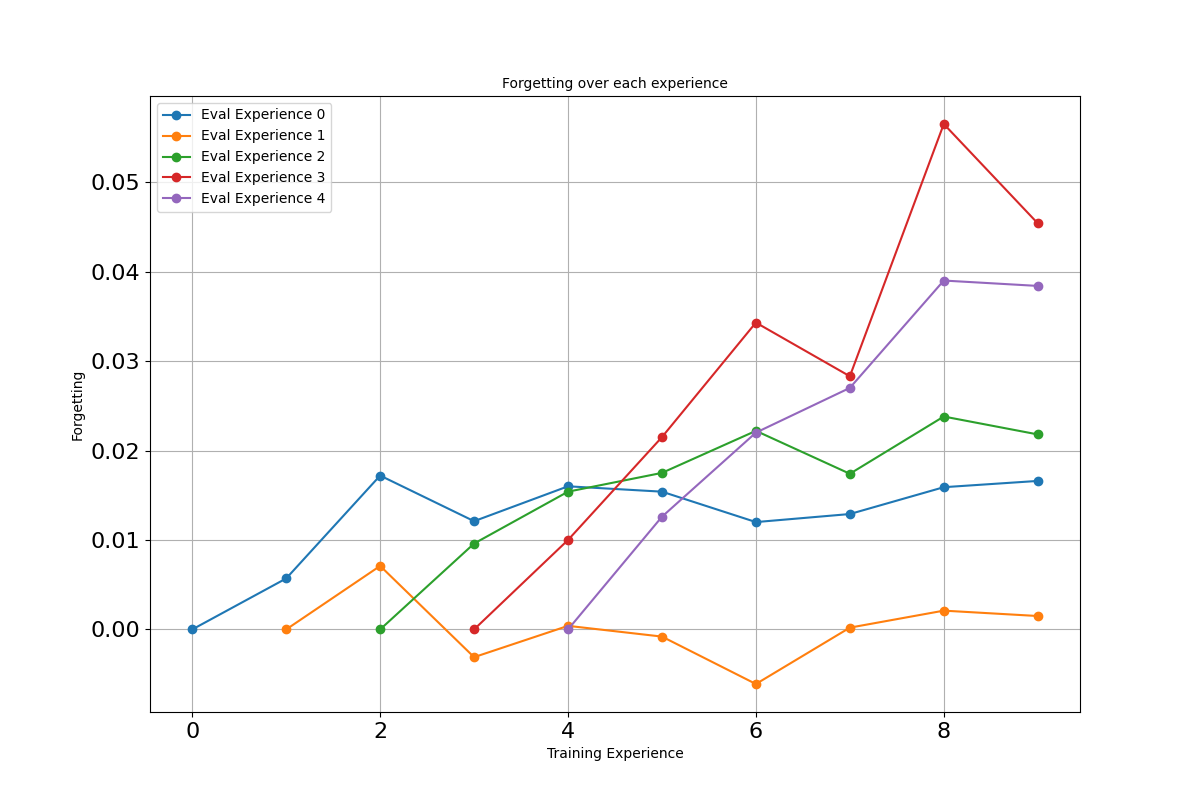 Forgetting over each experience
Eval Experience 0
Eval Experience 1
Eval Experience 2
Eval Experience 3
Eval Experience 4
0.05
0.04
0.03
0.02
0.01
0.00
Forgetting
0 2 4 6 8
Training Experience